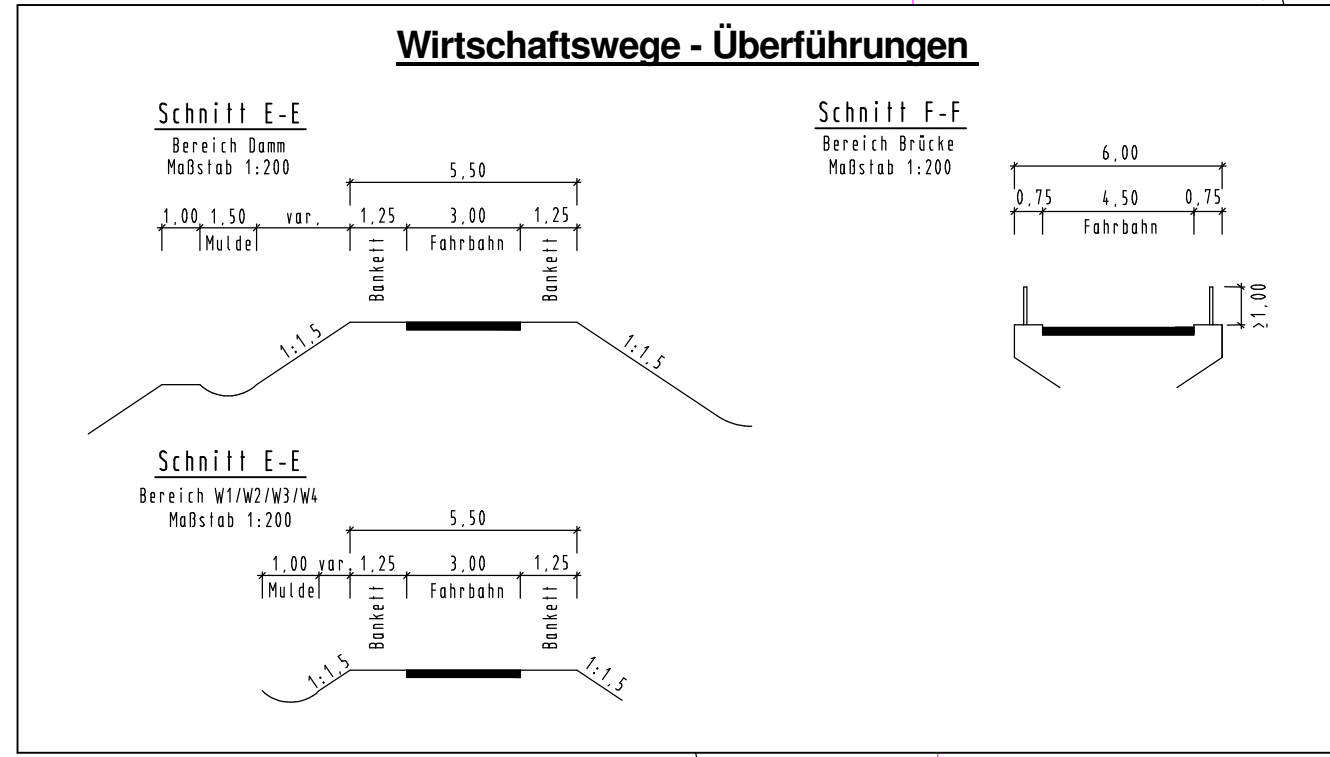 Wirtschaftswege - Überführungen
Schnitt E-E
Bereich Damm
Maßstab 1:200
5,50
1,00 1,50 var. 1,25 3,00 1,25
Mulde Fahrbahn
Bankett Bankett
1:1,5 1:1,5
Schnitt F-F
Bereich Brücke
Maßstab 1:200
6,00
0,75 4,50 0,75
Fahrbahn
≥1,00
Schnitt E-E
Bereich W1/W2/W3/W4
Maßstab 1:200
5,50
1,00 var. 1,25 3,00 1,25
Mulde Fahrbahn
Bankett Bankett
1:1,5 1:1,5